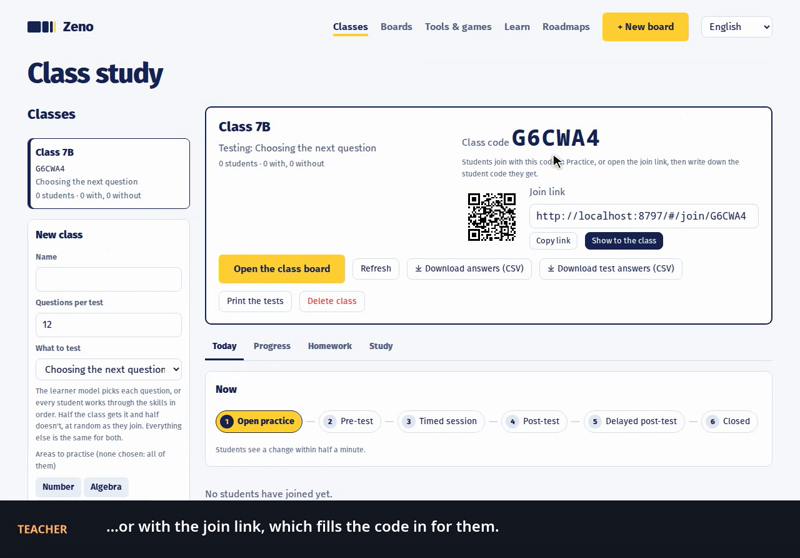 Zeno
Classes Boards Tools & games Learn Roadmaps + New board English
Class study
Classes
Class 7B
G6CWA4
Choosing the next question
0 students · 0 with, 0 without
New class
Name
Questions per test
12
What to test
Choosing the next question
The learner model picks each question, or
every student works through the skills in
order. Half the class gets it and half
doesn't, at random as they join. Everything
else is the same for both.
Areas to practise (none chosen: all of
them)
Number Algebra
Class 7B
Testing: Choosing the next question
0 students · 0 with, 0 without
Class code G6CWA4
Students join with this code in Practice, or open the join link, then write down the
student code they get.
Join link
http://localhost:8797/#/join/G6CWA4
Copy link Show to the class
Open the class board Refresh Download answers (CSV) Download test answers (CSV)
Print the tests Delete class
Today Progress Homework Study
Now
1 Open practice 2 Pre-test 3 Timed session 4 Post-test 5 Delayed post-test 6 Closed
Students see a change within half a minute.
No students have joined yet.
TEACHER ...or with the join link, which fills the code in for them.